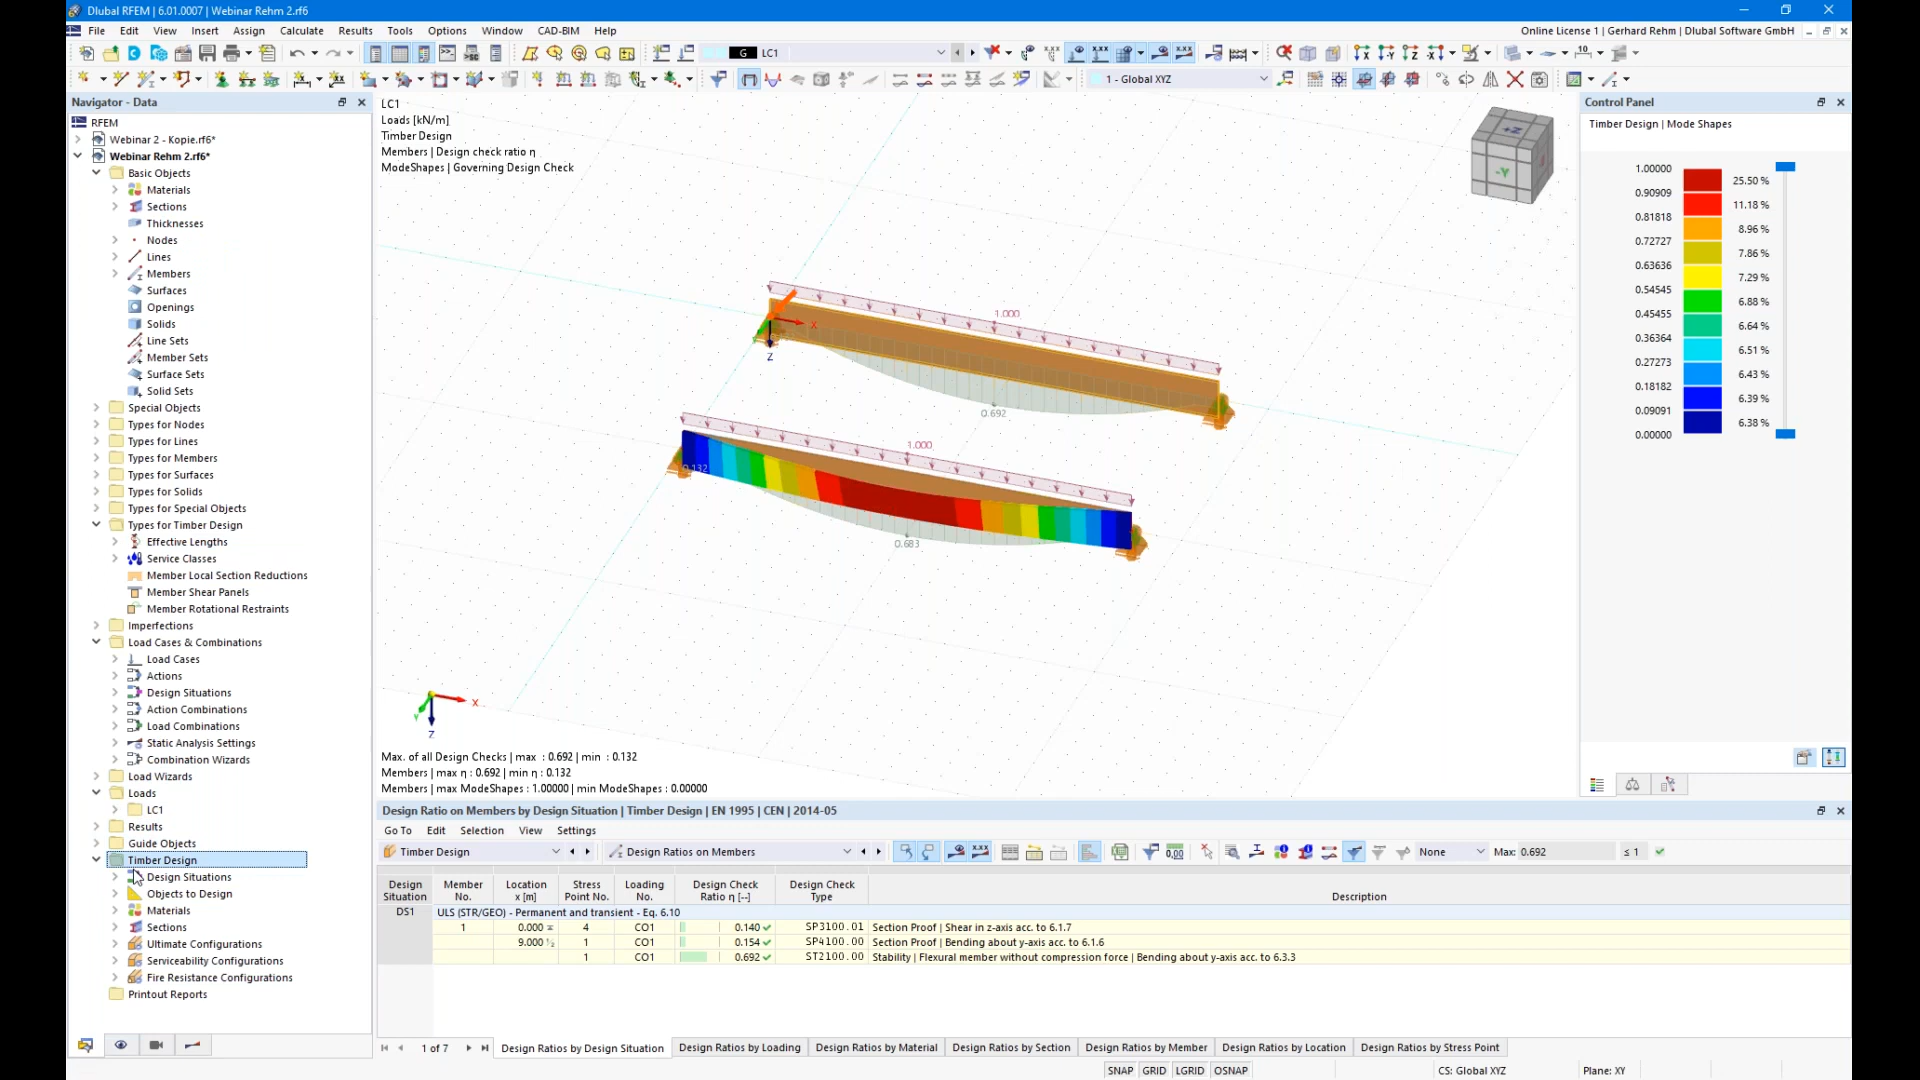 Dlubal RFEM | 6.01.0007 | Webinar Rehm 2.rf6
File Edit View Insert Assign Calculate Results Tools Options Window CAD-BIM Help
Online License 1 | Gerhard Rehm | Dlubal Software GmbH
G LC1
1 - Global XYZ
Navigator - Data
RFEM
Webinar 2 - Kopie.rf6*
Webinar Rehm 2.rf6*
Basic Objects
Materials
Sections
Thicknesses
Nodes
Lines
Members
Surfaces
Openings
Solids
Line Sets
Member Sets
Surface Sets
Solid Sets
Special Objects
Types for Nodes
Types for Lines
Types for Members
Types for Surfaces
Types for Solids
Types for Special Objects
Types for Timber Design
Effective Lengths
Service Classes
Member Local Section Reductions
Member Shear Panels
Member Rotational Restraints
Imperfections
Load Cases & Combinations
Load Cases
Actions
Design Situations
Action Combinations
Load Combinations
Static Analysis Settings
Combination Wizards
Load Wizards
Loads
LC1
Results
Guide Objects
Timber Design
Design Situations
Objects to Design
Materials
Sections
Ultimate Configurations
Serviceability Configurations
Fire Resistance Configurations
Printout Reports
LC1
Loads [kN/m]
Timber Design
Members | Design check ratio η
ModeShapes | Governing Design Check
1.000
X
Z
0.692
1.000
0.132
0.683
+Z
-Y
X
Y
Z
Max. of all Design Checks | max : 0.692 | min : 0.132
Members | max η : 0.692 | min η : 0.132
Members | max ModeShapes : 1.00000 | min ModeShapes : 0.00000
Control Panel
Timber Design | Mode Shapes
1.00000
25.50 %
0.90909
11.18 %
0.81818
8.96 %
0.72727
7.86 %
0.63636
7.29 %
0.54545
6.88 %
0.45455
6.64 %
0.36364
6.51 %
0.27273
6.43 %
0.18182
6.39 %
0.09091
6.38 %
0.00000
Design Ratio on Members by Design Situation | Timber Design | EN 1995 | CEN | 2014-05
Go To Edit Selection View Settings
Timber Design Design Ratios on Members None Max: 0.692 ≤ 1
Design Situation Member No. Location x [m] Stress Point No. Loading No. Design Check Ratio η [--] Design Check Type Description
DS1 ULS (STR/GEO) - Permanent and transient - Eq. 6.10
1 0.000 4 CO1 0.140 SP3100.01 Section Proof | Shear in z-axis acc. to 6.1.7
9.000 ½ 1 CO1 0.154 SP4100.00 Section Proof | Bending about y-axis acc. to 6.1.6
1 CO1 0.692 ST2100.00 Stability | Flexural member without compression force | Bending about y-axis acc. to 6.3.3
1 of 7 Design Ratios by Design Situation Design Ratios by Loading Design Ratios by Material Design Ratios by Section Design Ratios by Member Design Ratios by Location Design Ratios by Stress Point
SNAP GRID LGRID OSNAP CS: Global XYZ Plane: XY